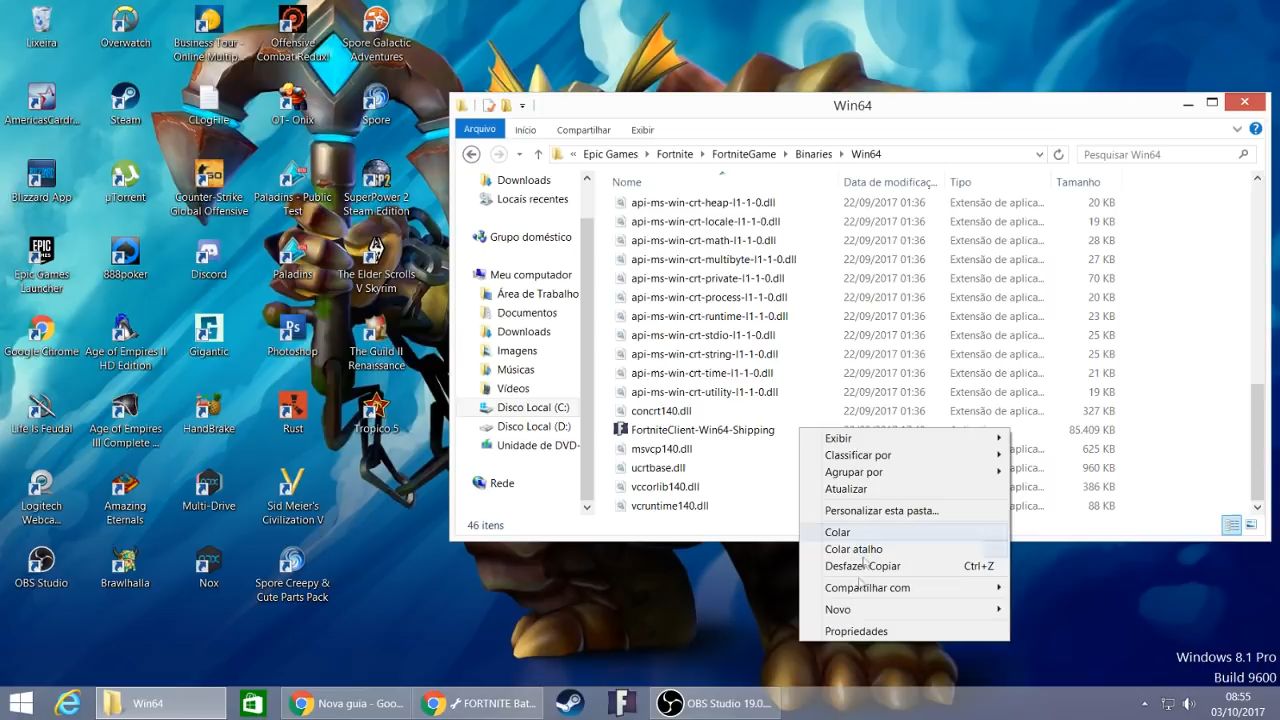 Lixeira
Overwatch
Business Tour -
Online Multip...
Offensive
Combat Redux!
Spore Galactic
Adventures
AmericasCardr...
Steam
CLogFile
OT- Onix
Spore
Blizzard App
µTorrent
Counter-Strike
Global Offensive
Paladins - Public
Test
SuperPower 2
Steam Edition
Epic Games
Launcher
888poker
Discord
Paladins
The Elder Scrolls
V Skyrim
Google Chrome
Age of Empires II
HD Edition
Gigantic
Photoshop
The Guild II
Renaissance
Life Is Feudal
Age of Empires
III Complete ...
HandBrake
Rust
Tropico 5
Logitech
Webca...
Amazing
Eternals
Multi-Drive
Sid Meier's
Civilization V
OBS Studio
Brawlhalla
Nox
Spore Creepy &
Cute Parts Pack
Win64
Arquivo Início Compartilhar Exibir
« Epic Games Fortnite FortniteGame Binaries Win64
Pesquisar Win64
Downloads
Locais recentes
Grupo doméstico
Meu computador
Área de Trabalho
Documentos
Downloads
Imagens
Músicas
Vídeos
Disco Local (C:)
Disco Local (D:)
Unidade de DVD-
Rede
Nome Data de modificaç... Tipo Tamanho
api-ms-win-crt-heap-l1-1-0.dll 22/09/2017 01:36 Extensão de aplica... 20 KB
api-ms-win-crt-locale-l1-1-0.dll 22/09/2017 01:36 Extensão de aplica... 19 KB
api-ms-win-crt-math-l1-1-0.dll 22/09/2017 01:36 Extensão de aplica... 28 KB
api-ms-win-crt-multibyte-l1-1-0.dll 22/09/2017 01:36 Extensão de aplica... 27 KB
api-ms-win-crt-private-l1-1-0.dll 22/09/2017 01:36 Extensão de aplica... 70 KB
api-ms-win-crt-process-l1-1-0.dll 22/09/2017 01:36 Extensão de aplica... 20 KB
api-ms-win-crt-runtime-l1-1-0.dll 22/09/2017 01:36 Extensão de aplica... 23 KB
api-ms-win-crt-stdio-l1-1-0.dll 22/09/2017 01:36 Extensão de aplica... 25 KB
api-ms-win-crt-string-l1-1-0.dll 22/09/2017 01:36 Extensão de aplica... 25 KB
api-ms-win-crt-time-l1-1-0.dll 22/09/2017 01:36 Extensão de aplica... 21 KB
api-ms-win-crt-utility-l1-1-0.dll 22/09/2017 01:36 Extensão de aplica... 19 KB
concrt140.dll 22/09/2017 01:36 Extensão de aplica... 327 KB
FortniteClient-Win64-Shipping 85.409 KB
msvcp140.dll 625 KB
ucrtbase.dll 960 KB
vccorlib140.dll 386 KB
vcruntime140.dll 88 KB
46 itens
Exibir
Classificar por
Agrupar por
Atualizar
Personalizar esta pasta...
Colar
Colar atalho
Desfazer Copiar Ctrl+Z
Compartilhar com
Novo
Propriedades
Windows 8.1 Pro
Build 9600
Win64
Nova guia - Goo...
FORTNITE Bat...
OBS Studio 19.0....
08:55
03/10/2017